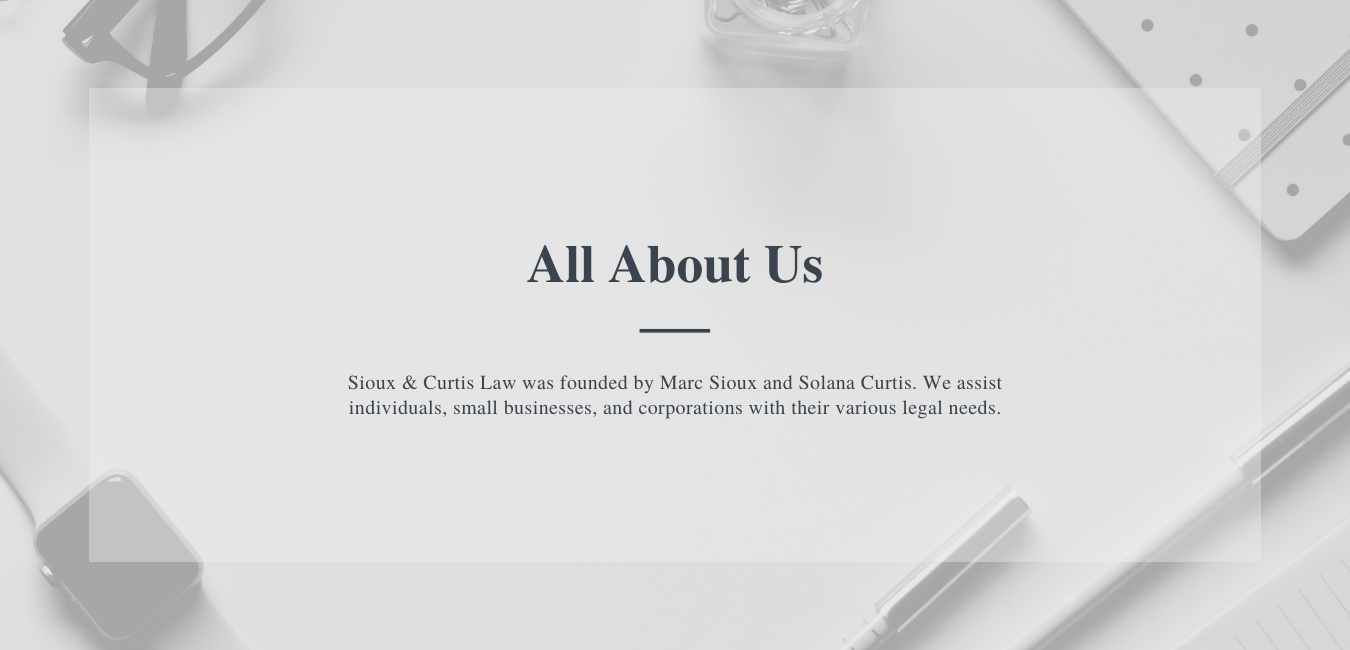 All About Us
Sioux & Curtis Law was founded by Marc Sioux and Solana Curtis. We assist
individuals, small businesses, and corporations with their various legal needs.